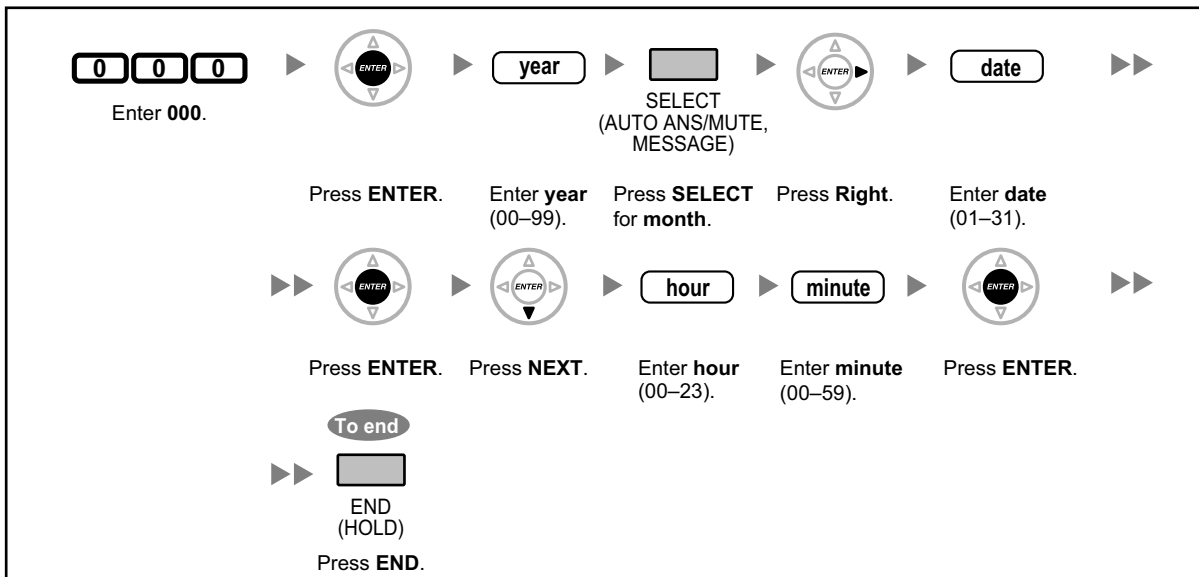 0 0 0
ENTER
year
SELECT
(AUTO ANS/MUTE,
MESSAGE)
ENTER
date
Enter 000.
Press ENTER.
Enter year
(00–99).
Press SELECT
for month.
Press Right.
Enter date
(01–31).
ENTER
ENTER
hour
minute
ENTER
Press ENTER.
Press NEXT.
Enter hour
(00–23).
Enter minute
(00–59).
Press ENTER.
To end
END
(HOLD)
Press END.